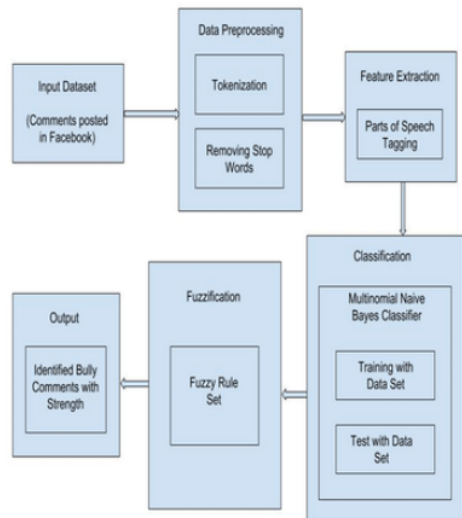 Input Dataset
(Comments posted
in Facebook)
Data Preprocessing
Tokenization
Removing Stop
Words
Feature Extraction
Parts of Speech
Tagging
Classification
Multinomial Naive
Bayes Classifier
Training with
Data Set
Test with Data
Set
Fuzzification
Fuzzy Rule
Set
Output
Identified Bully
Comments with
Strength